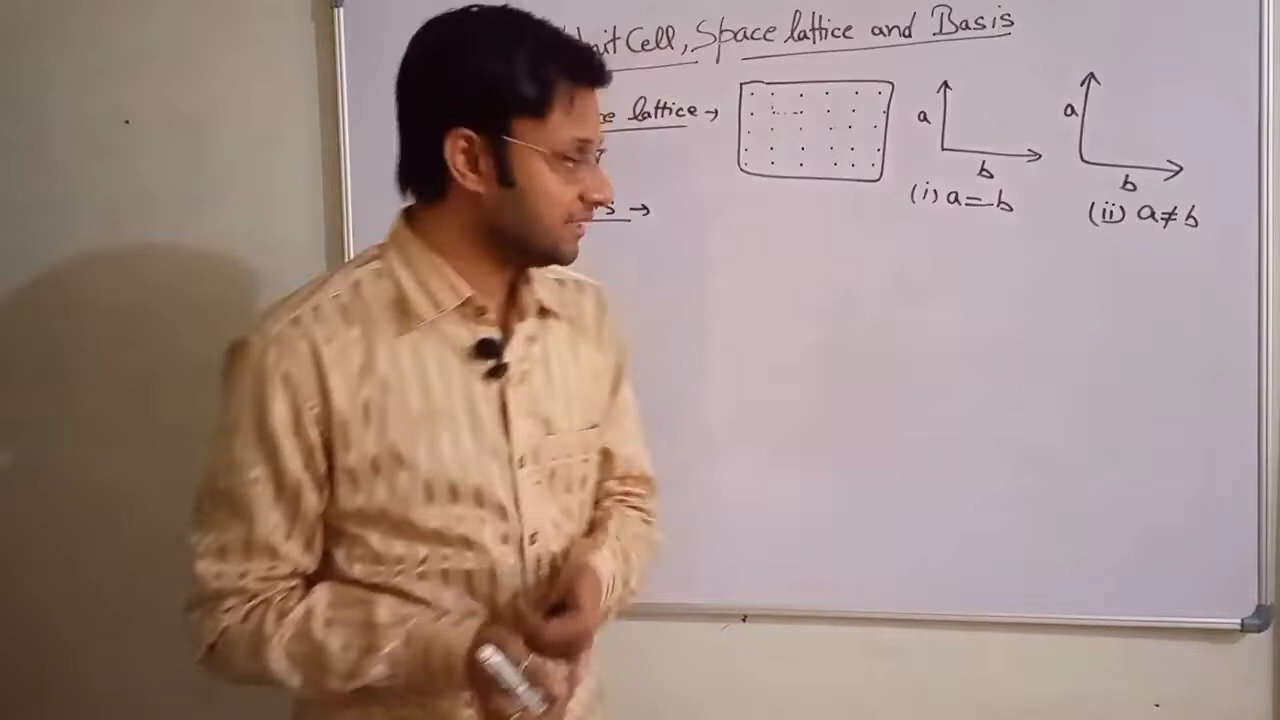 Unit Cell, Space lattice and Basis
lattice →
a
b
(i) a=b
a
b
(ii) a≠b
→